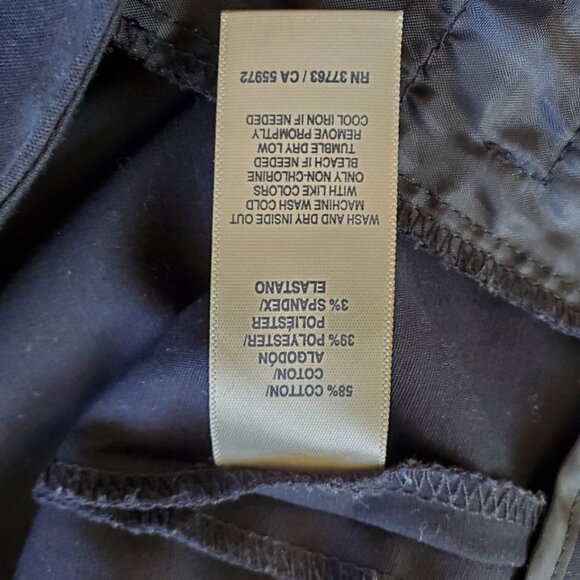 58% COTTON/
COTON/
ALGODÓN
39% POLYESTER/
POLIÉSTER
3% SPANDEX/
ELASTANO
WASH AND DRY INSIDE OUT
MACHINE WASH COLD
WITH LIKE COLORS
ONLY NON-CHLORINE
BLEACH IF NEEDED
TUMBLE DRY LOW
REMOVE PROMPTLY
COOL IRON IF NEEDED
RN 37763 / CA 55972